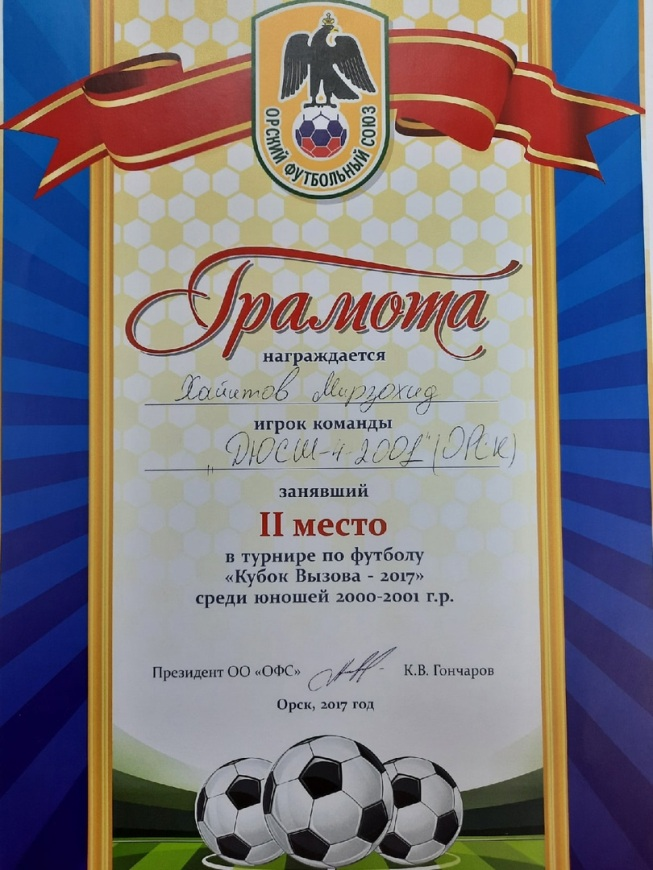 ОРСКИЙ ФУТБОЛЬНЫЙ СОЮЗ
Грамота
награждается
Хаитов Мирзохид
игрок команды
„ДЮСШ-4-2001" (ОРСК)
занявший
II место
в турнире по футболу
«Кубок Вызова - 2017»
среди юношей 2000-2001 г.р.
Президент ОО «ОФС» К.В. Гончаров
Орск, 2017 год